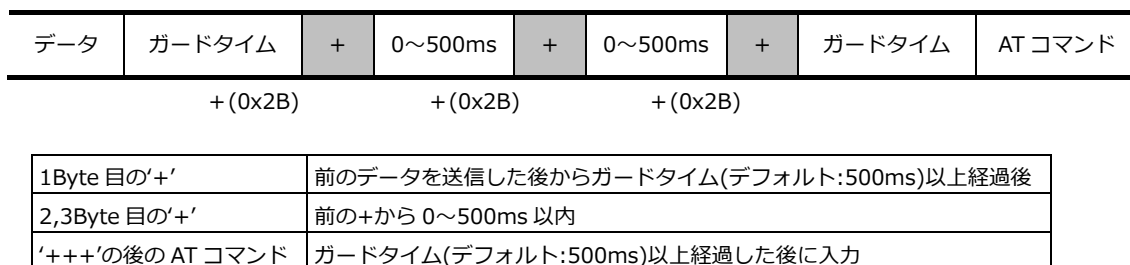 データ ガードタイム + 0～500ms + 0～500ms + ガードタイム AT コマンド
+(0x2B) +(0x2B) +(0x2B)
1Byte 目の‘+’ 前のデータを送信した後からガードタイム(デフォルト:500ms)以上経過後
2,3Byte 目の‘+’ 前の+から 0～500ms 以内
‘+++’の後の AT コマンド ガードタイム(デフォルト:500ms)以上経過した後に入力